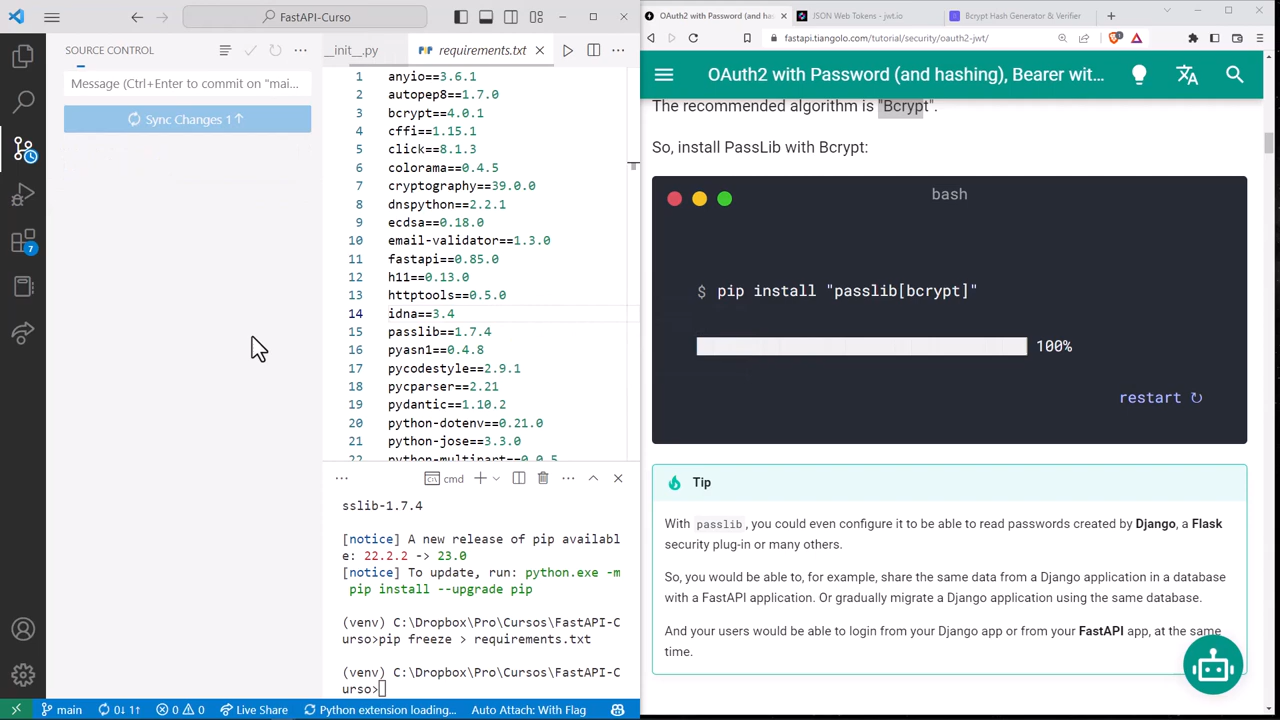 FastAPI-Curso
SOURCE CONTROL
Message (Ctrl+Enter to commit on "mai...
Sync Changes 1↑
7
__init__.py
requirements.txt
1 anyio==3.6.1
2 autopep8==1.7.0
3 bcrypt==4.0.1
4 cffi==1.15.1
5 click==8.1.3
6 colorama==0.4.5
7 cryptography==39.0.0
8 dnspython==2.2.1
9 ecdsa==0.18.0
10 email-validator==1.3.0
11 fastapi==0.85.0
12 h11==0.13.0
13 httptools==0.5.0
14 idna==3.4
15 passlib==1.7.4
16 pyasn1==0.4.8
17 pycodestyle==2.9.1
18 pycparser==2.21
19 pydantic==1.10.2
20 python-dotenv==0.21.0
21 python-jose==3.3.0
22 python-multipart==0.0.5
cmd
sslib-1.7.4
[notice] A new release of pip availabl
e: 22.2.2 -> 23.0
[notice] To update, run: python.exe -m
pip install --upgrade pip
(venv) C:\Dropbox\Pro\Cursos\FastAPI-C
urso>pip freeze > requirements.txt
(venv) C:\Dropbox\Pro\Cursos\FastAPI-C
urso>
main
0↓ 1↑
0
0
Live Share
Python extension loading...
Auto Attach: With Flag
OAuth2 with Password (and has
JSON Web Tokens - jwt.io
Bcrypt Hash Generator & Verifier
fastapi.tiangolo.com/tutorial/security/oauth2-jwt/
OAuth2 with Password (and hashing), Bearer wit...
The recommended algorithm is "Bcrypt".
So, install PassLib with Bcrypt:
bash
$ pip install "passlib[bcrypt]"
100%
restart ↻
Tip
With passlib, you could even configure it to be able to read passwords created by Django, a Flask
security plug-in or many others.
So, you would be able to, for example, share the same data from a Django application in a database
with a FastAPI application. Or gradually migrate a Django application using the same database.
And your users would be able to login from your Django app or from your FastAPI app, at the same
time.